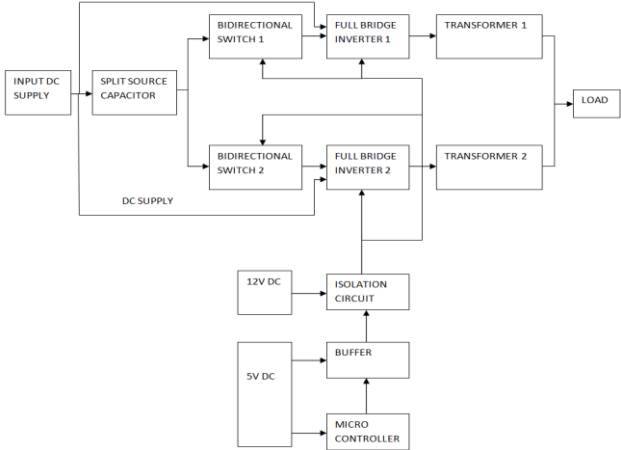 BIDIRECTIONAL
SWITCH 1
FULL BRIDGE
INVERTER 1
TRANSFORMER 1
INPUT DC
SUPPLY
SPLIT SOURCE
CAPACITOR
LOAD
BIDIRECTIONAL
SWITCH 2
FULL BRIDGE
INVERTER 2
TRANSFORMER 2
DC SUPPLY
12V DC
ISOLATION
CIRCUIT
BUFFER
5V DC
MICRO
CONTROLLER